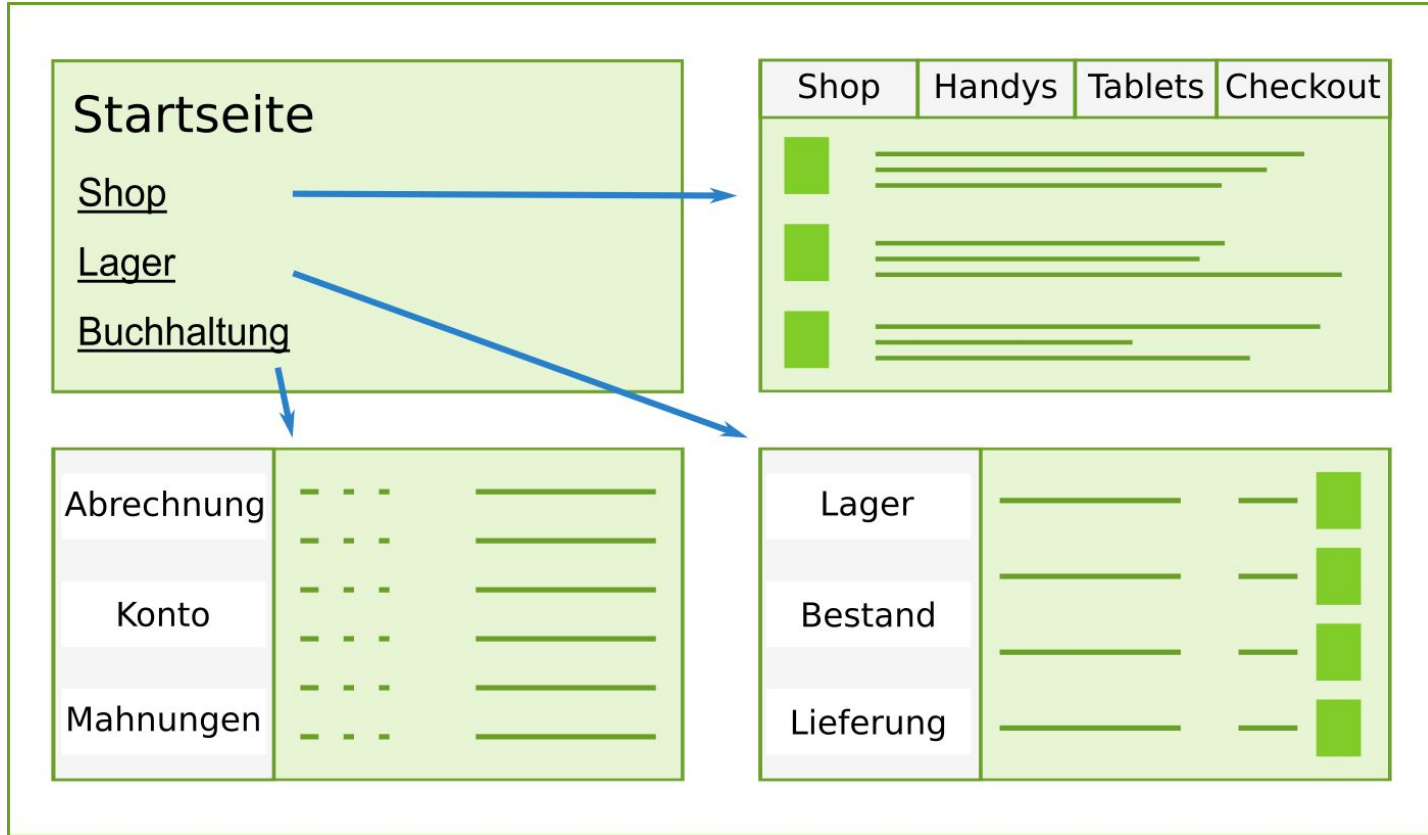 Startseite
Shop
Lager
Buchhaltung
Shop Handys Tablets Checkout
Abrechnung
Konto
Mahnungen
Lager
Bestand
Lieferung